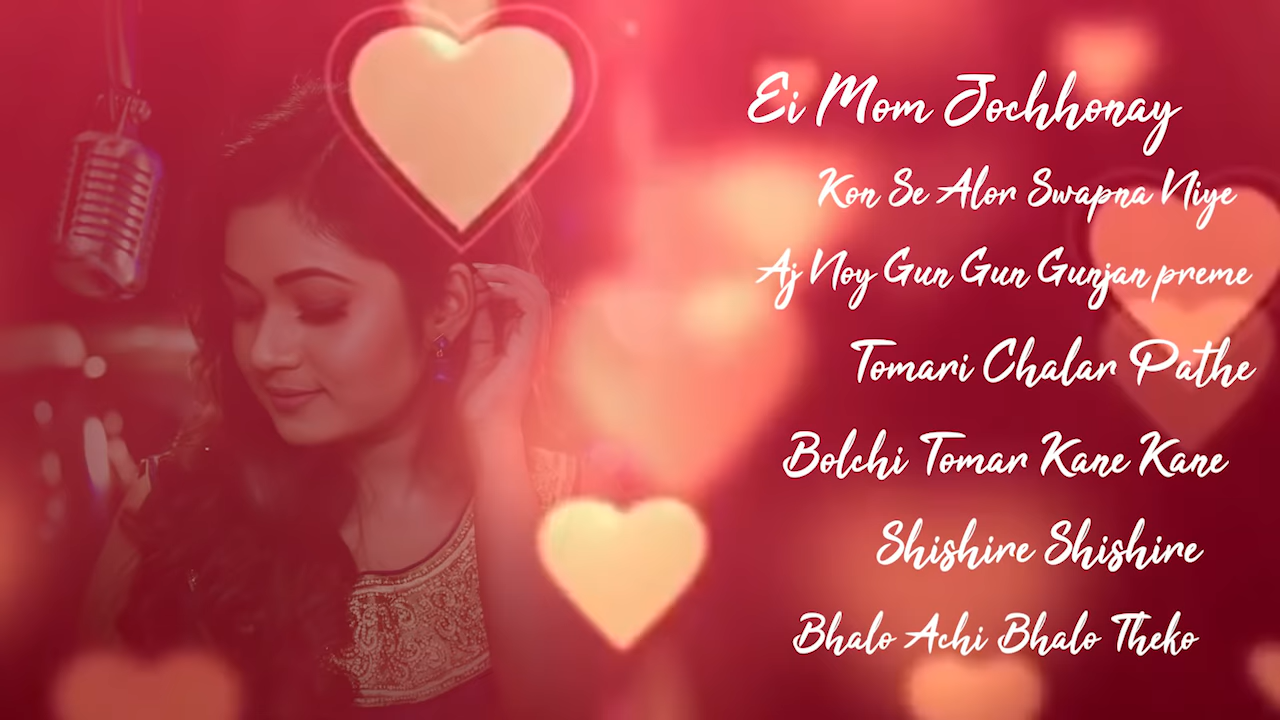 Ei Mom Jochhonay
Kon Se Alor Swapna Niye
Aj Noy Gun Gun Gunjan preme
Tomari Chalar Pathe
Bolchi Tomar Kane Kane
Shishire Shishire
Bhalo Achi Bhalo Theko